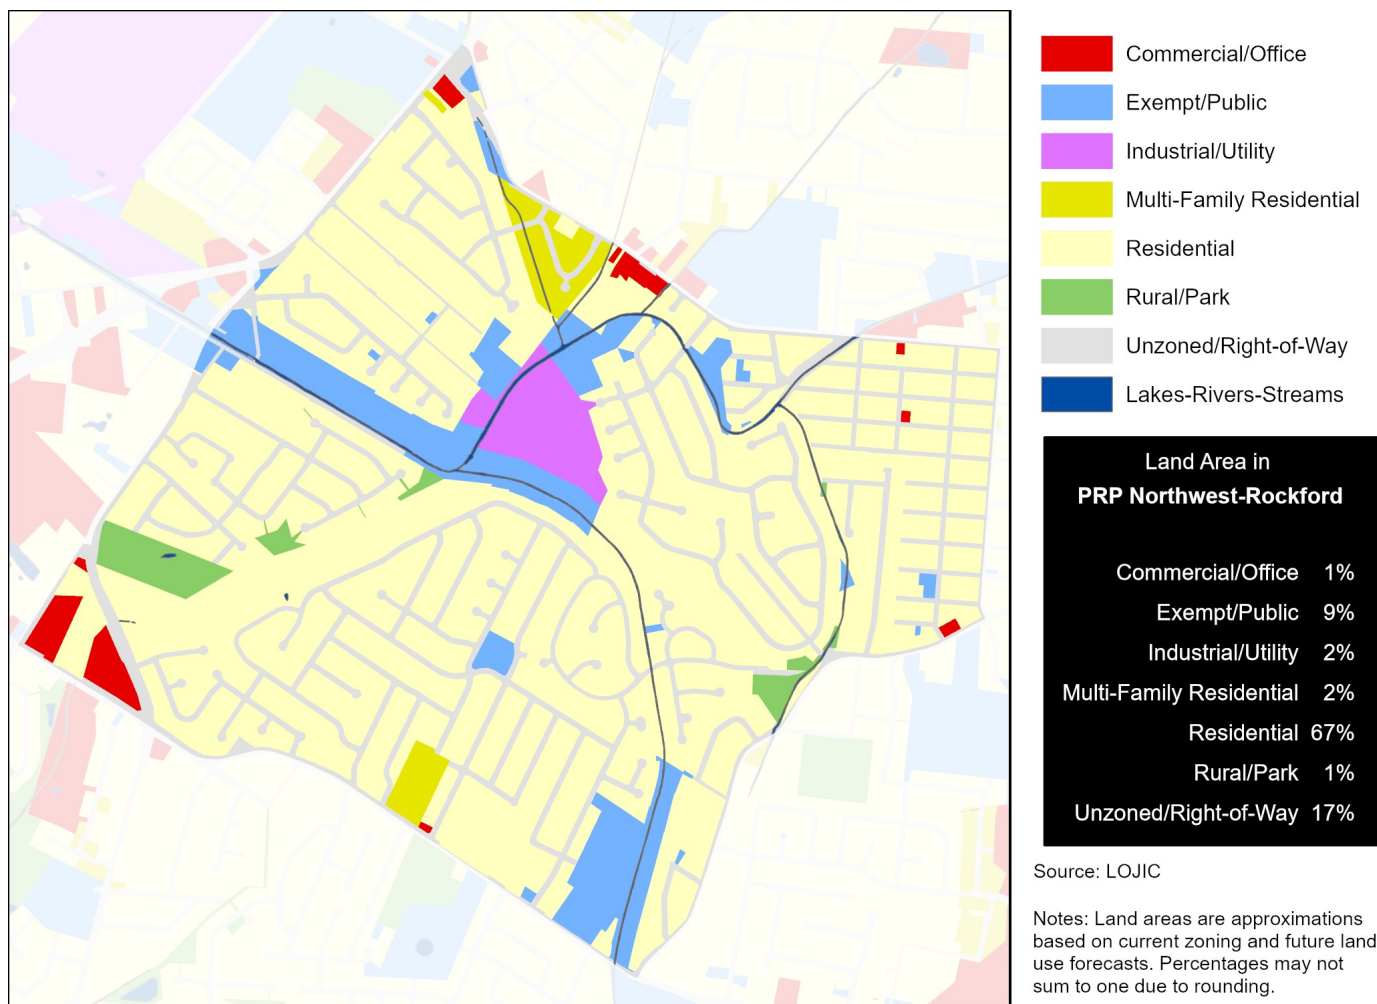 Commercial/Office
Exempt/Public
Industrial/Utility
Multi-Family Residential
Residential
Rural/Park
Unzoned/Right-of-Way
Lakes-Rivers-Streams
Land Area in
PRP Northwest-Rockford
Commercial/Office 1%
Exempt/Public 9%
Industrial/Utility 2%
Multi-Family Residential 2%
Residential 67%
Rural/Park 1%
Unzoned/Right-of-Way 17%
Source: LOJIC
Notes: Land areas are approximations
based on current zoning and future land
use forecasts. Percentages may not
sum to one due to rounding.